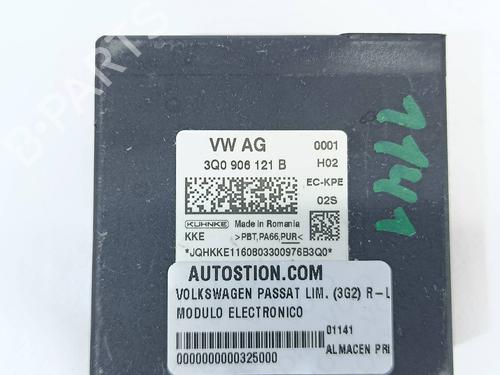 VW AG 0001
3Q0 906 121 B H02
EC-KPE
02S
KUHNKE Made in Romania
KKE >PBT,PA66,PUR<
*JQHKKE1160803300976B3Q0*
AUTOSTION.COM
VOLKSWAGEN PASSAT LIM. (3G2) R-L
MODULO ELECTRONICO
01141
0000000000325000 ALMACEN PRI
1141
B-PARTS